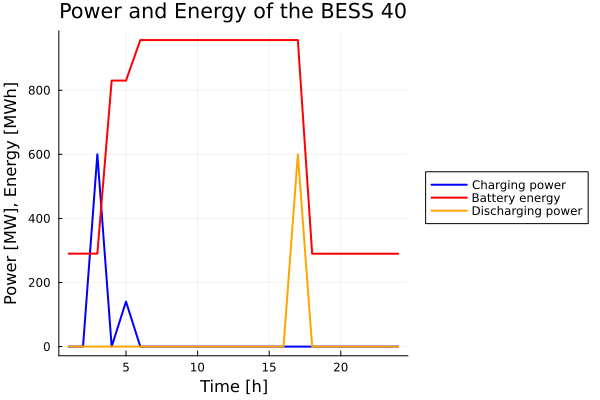 Power and Energy of the BESS 40
Power [MW], Energy [MWh]
800
600
400
200
0
5
10
15
20
Time [h]
Charging power
Battery energy
Discharging power